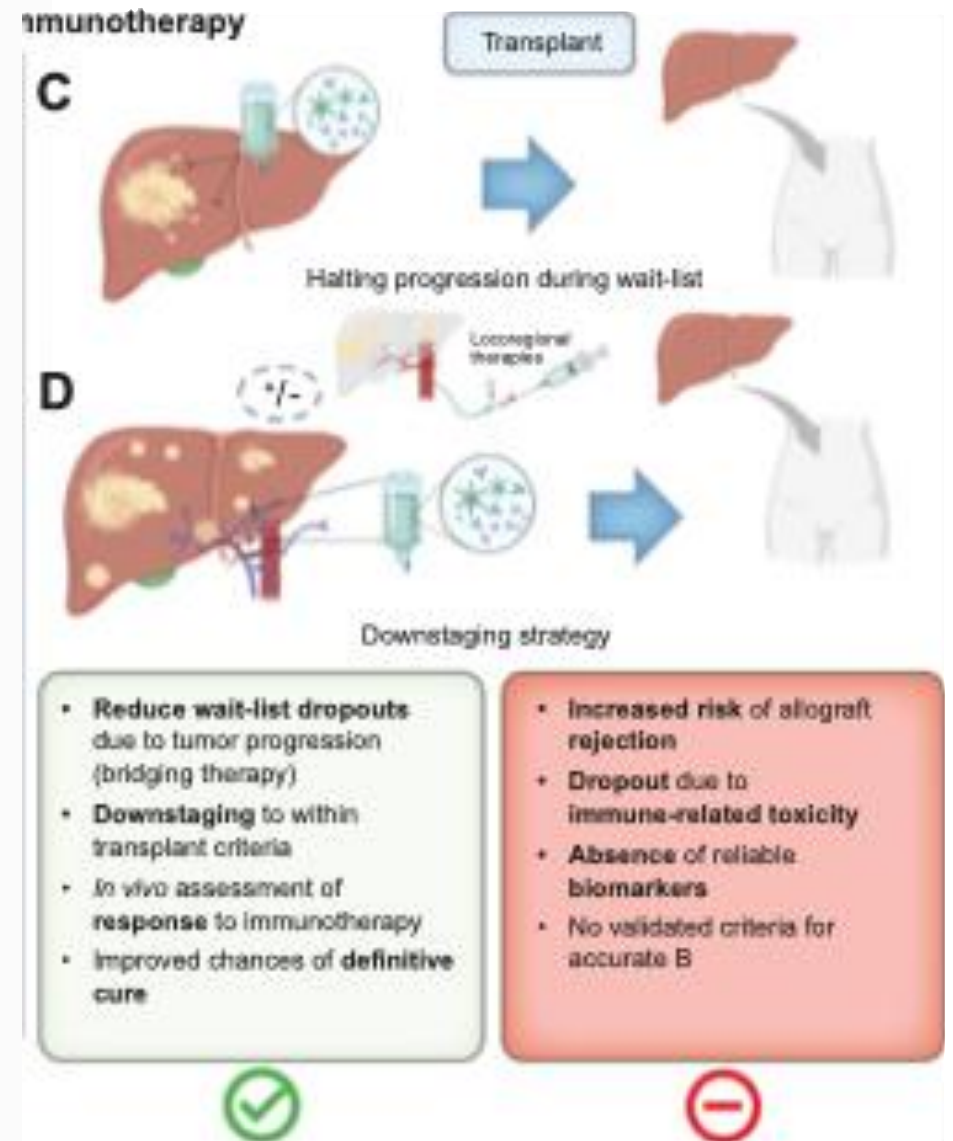 mmunotherapy
Transplant
C
Halting progression during wait-list
Locoregional
therapies
D
+/-
Downstaging strategy
• Reduce wait-list dropouts
due to tumor progression
(bridging therapy)
• Downstaging to within
transplant criteria
• In vivo assessment of
response to immunotherapy
• Improved chances of definitive
cure
• Increased risk of allograft
rejection
• Dropout due to
immune-related toxicity
• Absence of reliable
biomarkers
• No validated criteria for
accurate B